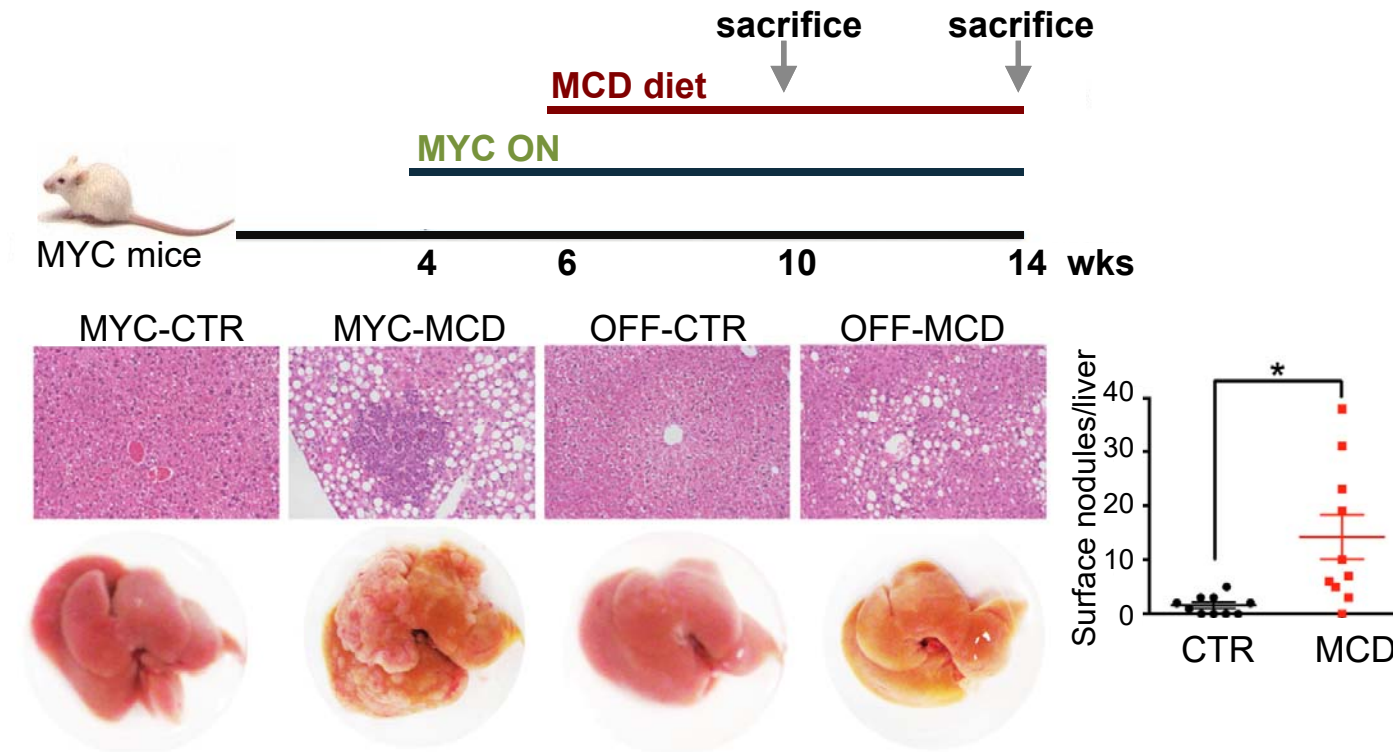 sacrifice sacrifice
MCD diet
MYC ON
MYC mice
4 6 10 14 wks
MYC-CTR MYC-MCD OFF-CTR OFF-MCD
*
Surface nodules/liver
40
30
20
10
0
CTR MCD